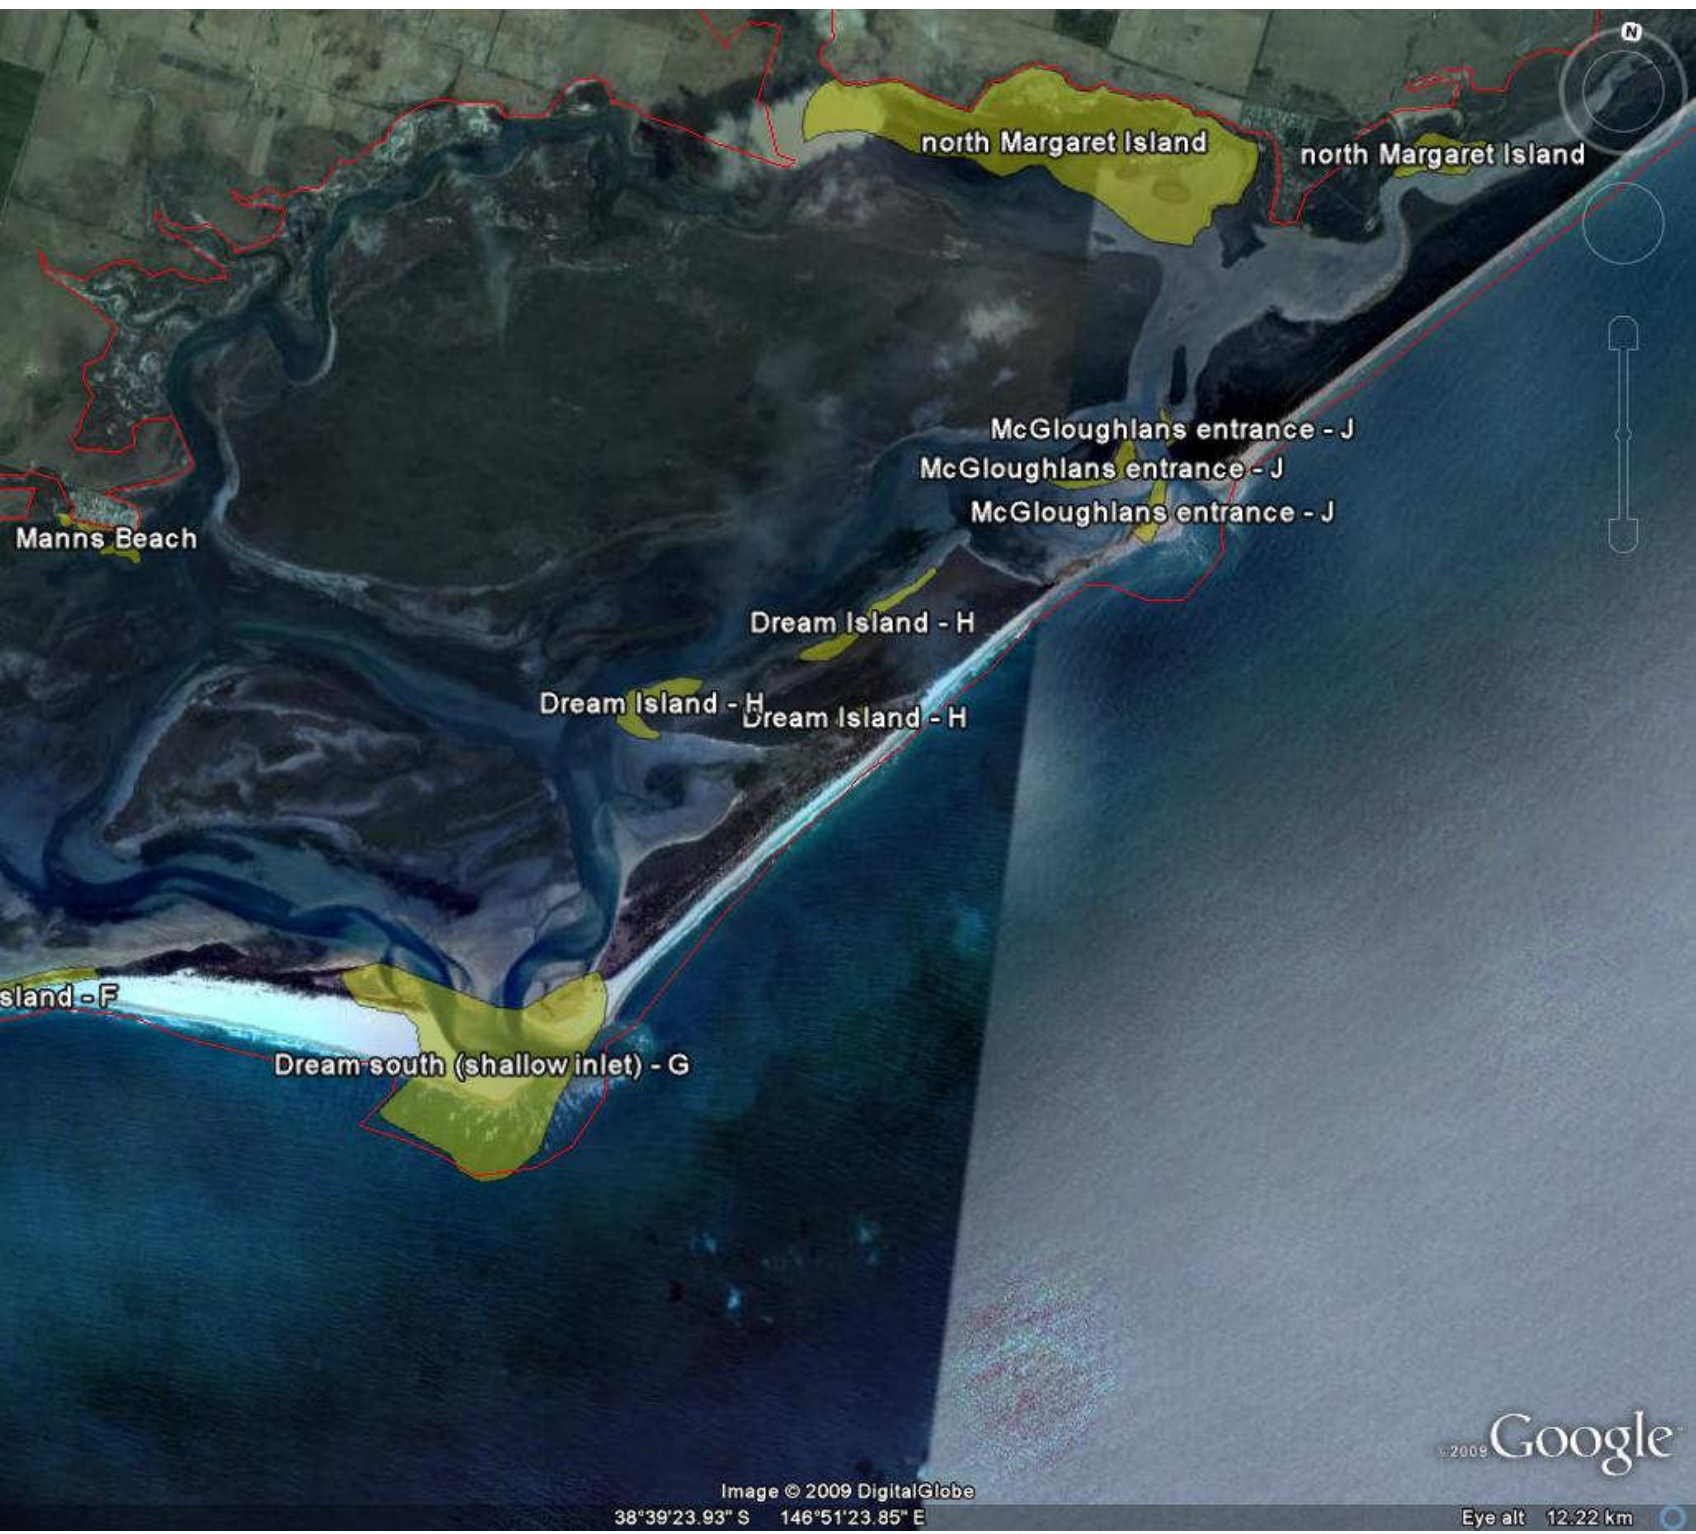 N
north Margaret Island
north Margaret Island
McGloughlans entrance - J
McGloughlans entrance - J
McGloughlans entrance - J
Manns Beach
Dream Island - H
Dream Island - H
Dream Island - H
sland - F
Dream south (shallow inlet) - G
©2009 Google
Image © 2009 DigitalGlobe
38°39'23.93" S 146°51'23.85" E
Eye alt 12.22 km